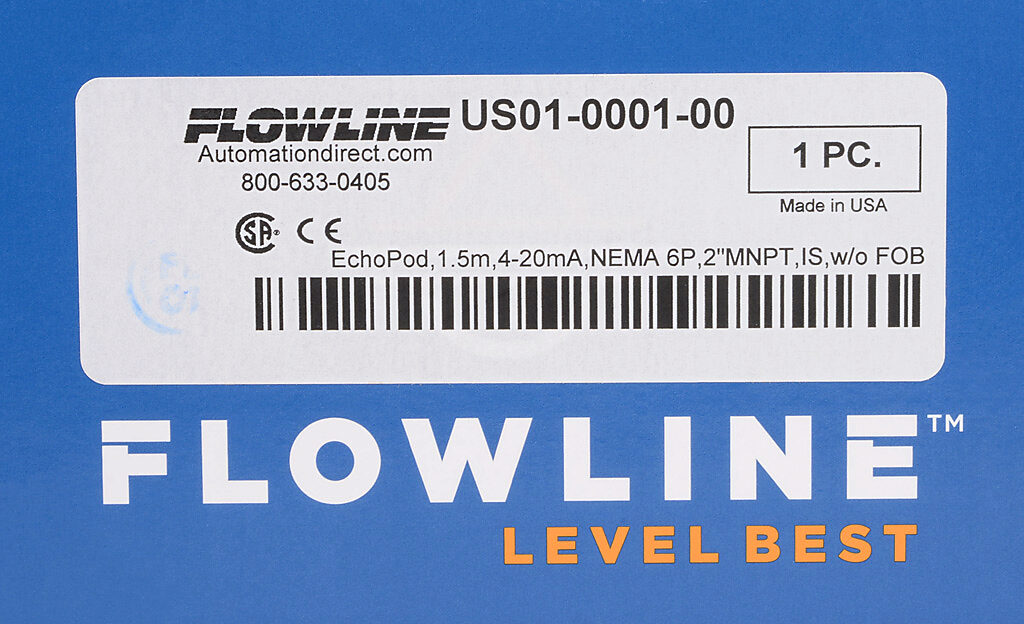 FLOWLINE US01-0001-00
Automationdirect.com
1 PC.
800-633-0405
Made in USA
SA® CE
EchoPod,1.5m,4-20mA,NEMA 6P,2"MNPT,IS,w/o FOB
FLOWLINE™
LEVEL BEST